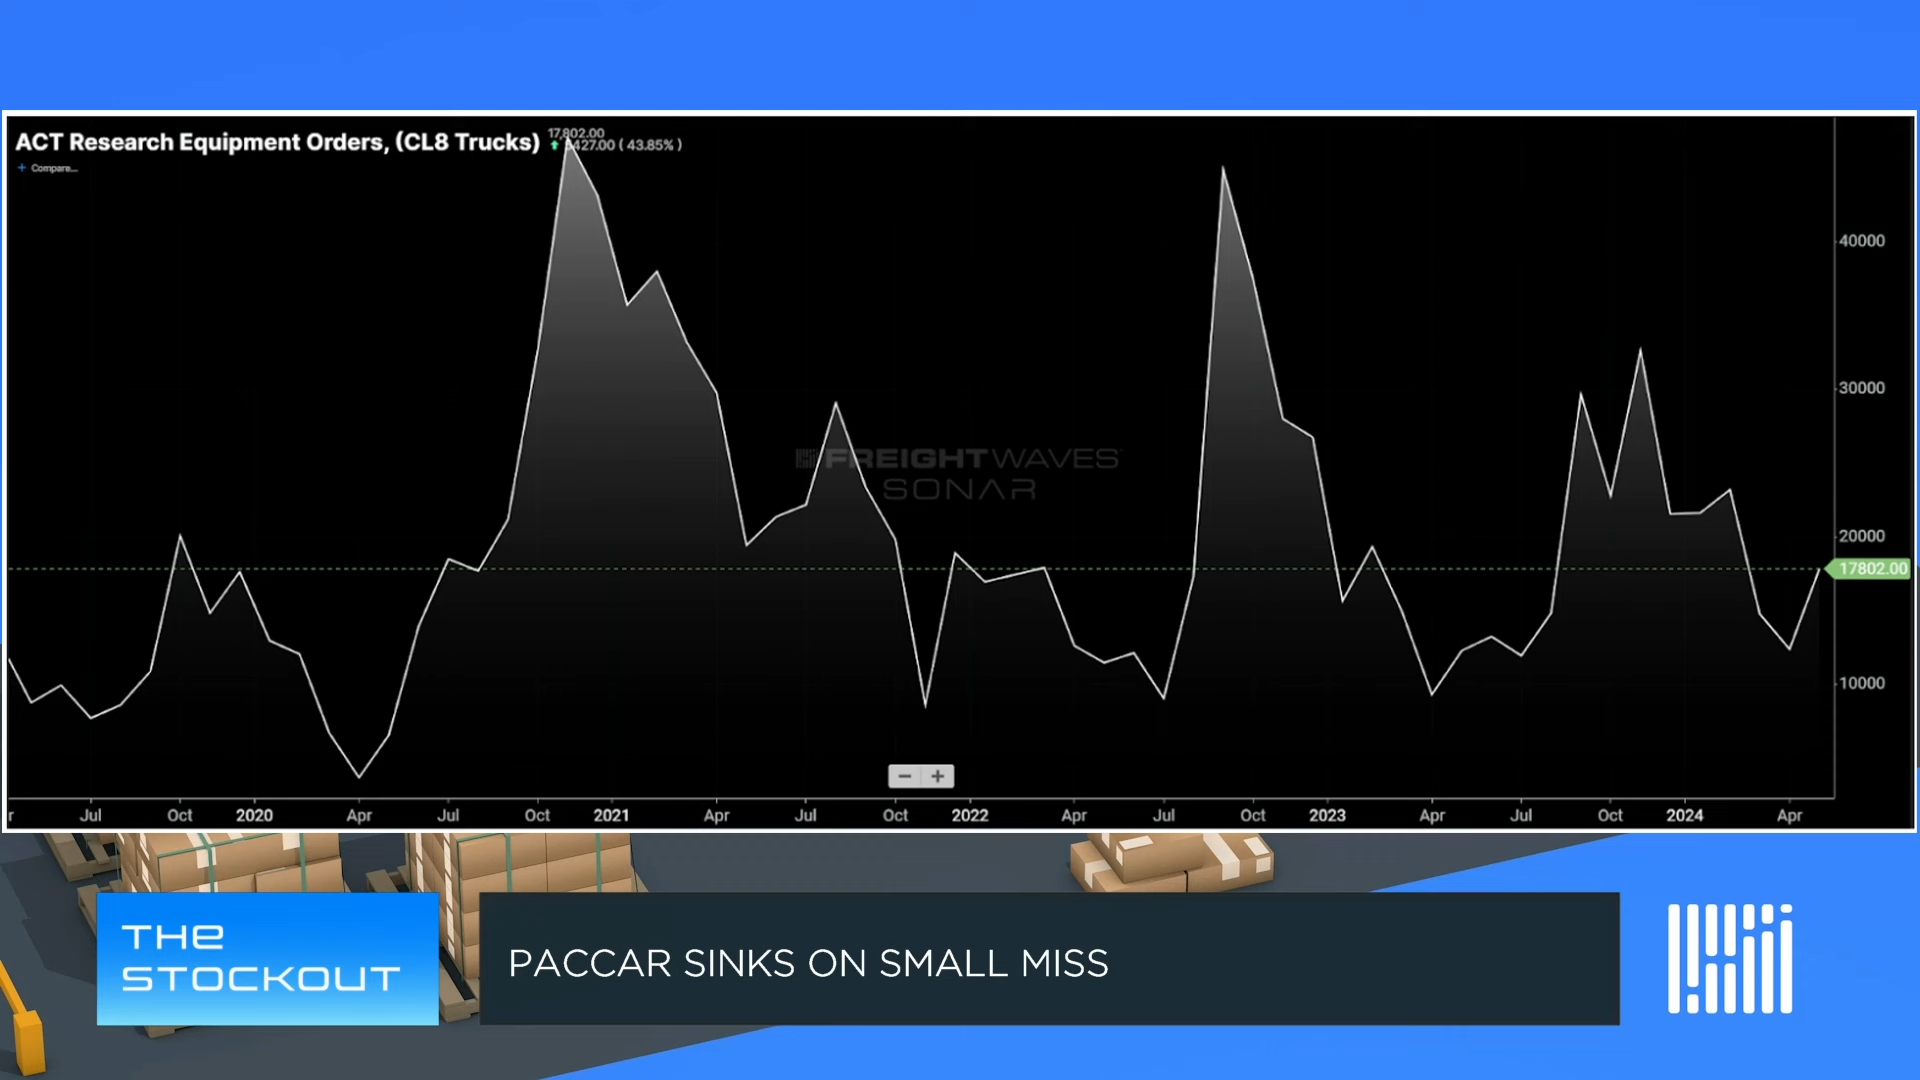 ACT Research Equipment Orders, (CL8 Trucks)
17,802.00
427.00 ( 43.85% )
+ Compare...
40000
30000
20000
17802.00
10000
FREIGHTWAVES
SONAR
− +
Jul Oct 2020 Apr Jul Oct 2021 Apr Jul Oct 2022 Apr Jul Oct 2023 Apr Jul Oct 2024 Apr
THE
STOCKOUT
PACCAR SINKS ON SMALL MISS